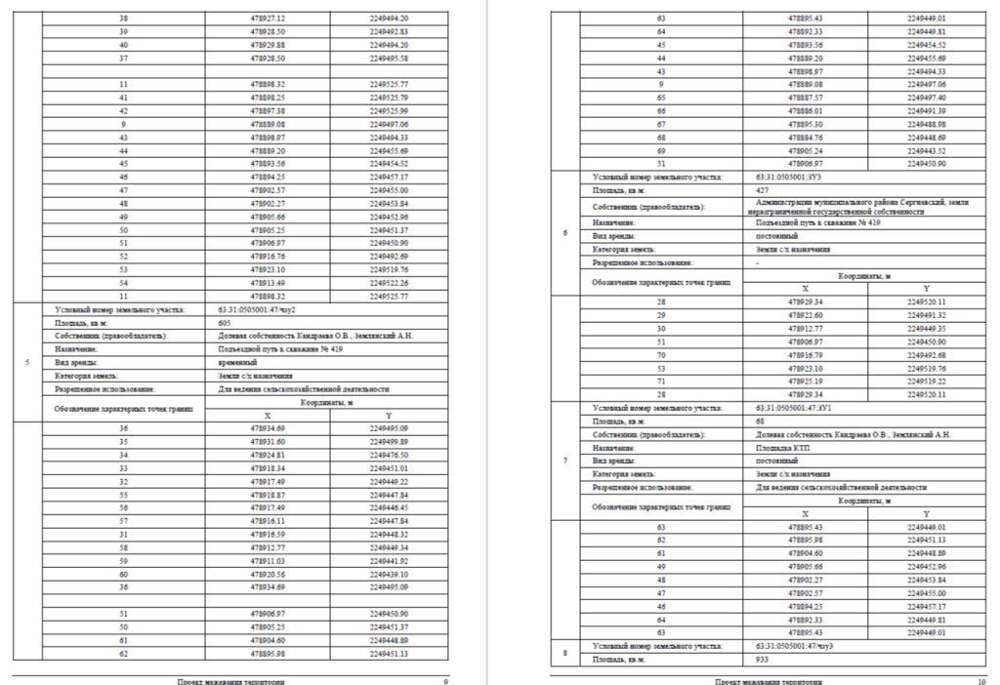 38 478927.12 2249494.20
39 478928.50 2249492.83
40 478929.88 2249494.20
37 478928.50 2249495.58
11 478898.32 2249525.77
41 478898.25 2249525.79
42 478897.38 2249525.99
9 478889.08 2249497.06
43 478898.97 2249494.33
44 478889.20 2249455.69
45 478893.56 2249454.52
46 478894.25 2249457.17
47 478902.57 2249455.00
48 478902.27 2249453.84
49 478905.66 2249452.96
50 478905.25 2249451.37
51 478906.97 2249450.90
52 478916.76 2249492.69
53 478923.10 2249519.76
54 478913.49 2249522.26
11 478898.32 2249525.77
5
Условный номер земельного участка: 63:31:0505001:47/чзу2
Площадь, кв.м: 605
Собственник (правообладатель): Долевая собственность Кандраева О.В., Землянский А.Н.
Назначение: Подъездной путь к скважине № 419
Вид аренды: временный
Категория земель: Земли с/х назначения
Разрешенное использование: Для ведения сельскохозяйственной деятельности
Обозначение характерных точек границ Координаты, м
X Y
36 478934.69 2249495.09
35 478931.60 2249499.89
34 478924.81 2249476.50
33 478918.34 2249451.01
32 478917.49 2249449.22
55 478918.87 2249447.84
56 478917.49 2249446.45
57 478916.11 2249447.84
31 478916.59 2249448.32
58 478912.77 2249449.34
59 478911.03 2249441.92
60 478920.56 2249439.10
36 478934.69 2249495.09
51 478906.97 2249450.90
50 478905.25 2249451.37
61 478904.60 2249448.89
62 478895.98 2249451.13
Проект межевания территории 9
63 478895.43 2249449.01
64 478892.33 2249449.81
45 478893.56 2249454.52
44 478889.20 2249455.69
43 478898.97 2249494.33
9 478889.08 2249497.06
65 478887.57 2249497.40
66 478886.01 2249491.39
67 478895.30 2249488.98
68 478884.76 2249448.69
69 478905.24 2249443.52
51 478906.97 2249450.90
6
Условный номер земельного участка: 63:31:0505001:ЗУ3
Площадь, кв.м: 427
Собственник (правообладатель): Администрации муниципального района Сергиевский, земли
неразграниченной государственной собственности
Назначение: Подъездной путь к скважине № 419
Вид аренды: постоянный
Категория земель: Земли с/х назначения
Разрешенное использование: -
Обозначение характерных точек границ Координаты, м
X Y
28 478929.34 2249520.11
29 478922.60 2249491.32
30 478912.77 2249449.35
51 478906.97 2249450.90
70 478916.79 2249492.68
53 478923.10 2249519.76
71 478925.19 2249519.22
28 478929.34 2249520.11
7
Условный номер земельного участка: 63:31:0505001:47:ЗУ1
Площадь, кв.м: 68
Собственник (правообладатель): Долевая собственность Кандраева О.В., Землянский А.Н.
Назначение: Площадка КТП
Вид аренды: постоянный
Категория земель: Земли с/х назначения
Разрешенное использование: Для ведения сельскохозяйственной деятельности
Обозначение характерных точек границ Координаты, м
X Y
63 478895.43 2249449.01
62 478895.98 2249451.13
61 478904.60 2249448.89
49 478905.66 2249452.96
48 478902.27 2249453.84
47 478902.57 2249455.00
46 478894.25 2249457.17
64 478892.33 2249449.81
63 478895.43 2249449.01
8
Условный номер земельного участка: 63:31:0505001:47/чзу3
Площадь, кв.м: 933
Проект межевания территории 10